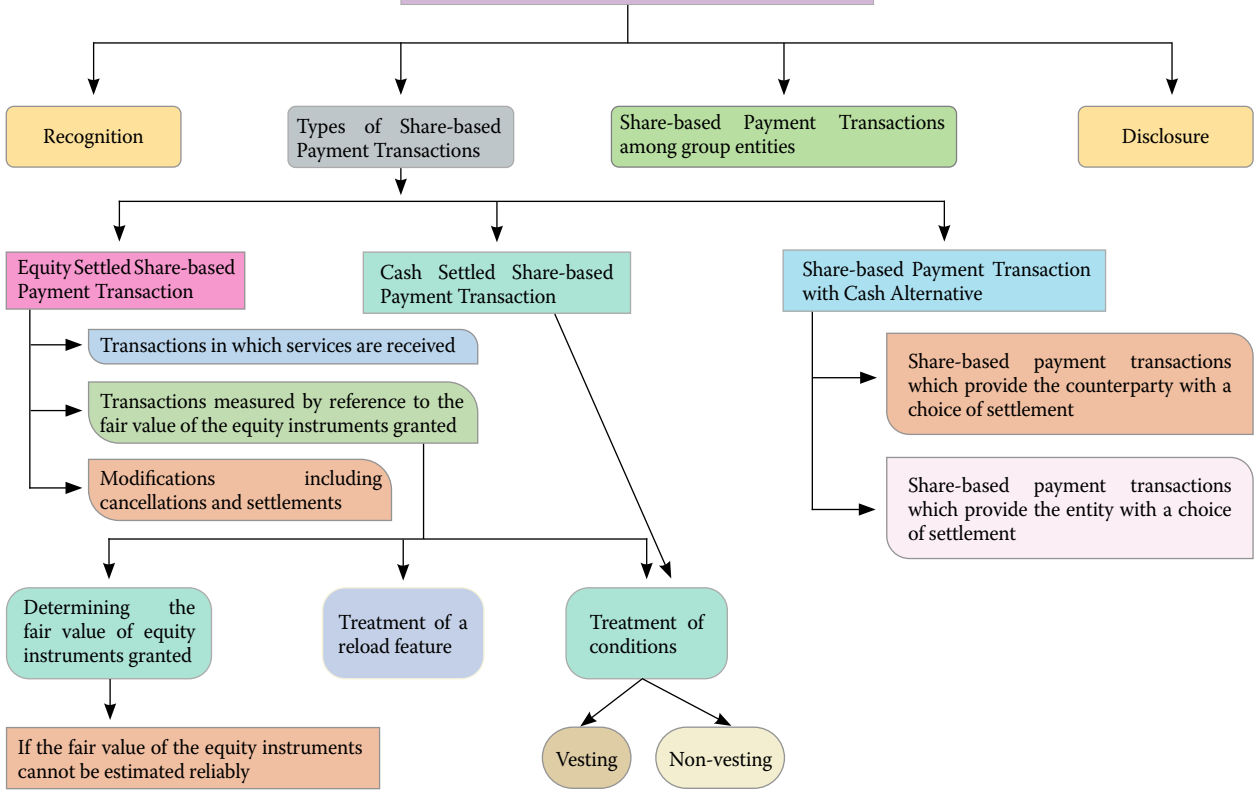 Recognition
Types of Share-based
Payment Transactions
Share-based Payment Transactions
among group entities
Disclosure
Equity Settled Share-based
Payment Transaction
Cash Settled Share-based
Payment Transaction
Share-based Payment Transaction
with Cash Alternative
Transactions in which services are received
Transactions measured by reference to the
fair value of the equity instruments granted
Modifications including
cancellations and settlements
Share-based payment transactions
which provide the counterparty with a
choice of settlement
Share-based payment transactions
which provide the entity with a choice
of settlement
Determining the
fair value of equity
instruments granted
Treatment of a
reload feature
Treatment of
conditions
If the fair value of the equity instruments
cannot be estimated reliably
Vesting
Non-vesting